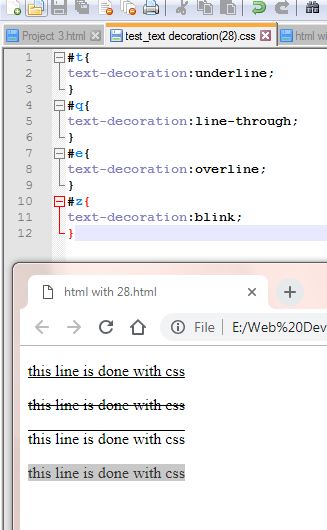 Project 3.html
test_text decoration(28).css
html wi
1 #t{
2 text-decoration:underline;
3 }
4 #q{
5 text-decoration:line-through;
6 }
7 #e{
8 text-decoration:overline;
9 }
10 #z{
11 text-decoration:blink;
12 }
html with 28.html
File E:/Web%20Dev
this line is done with css
this line is done with css
this line is done with css
this line is done with css